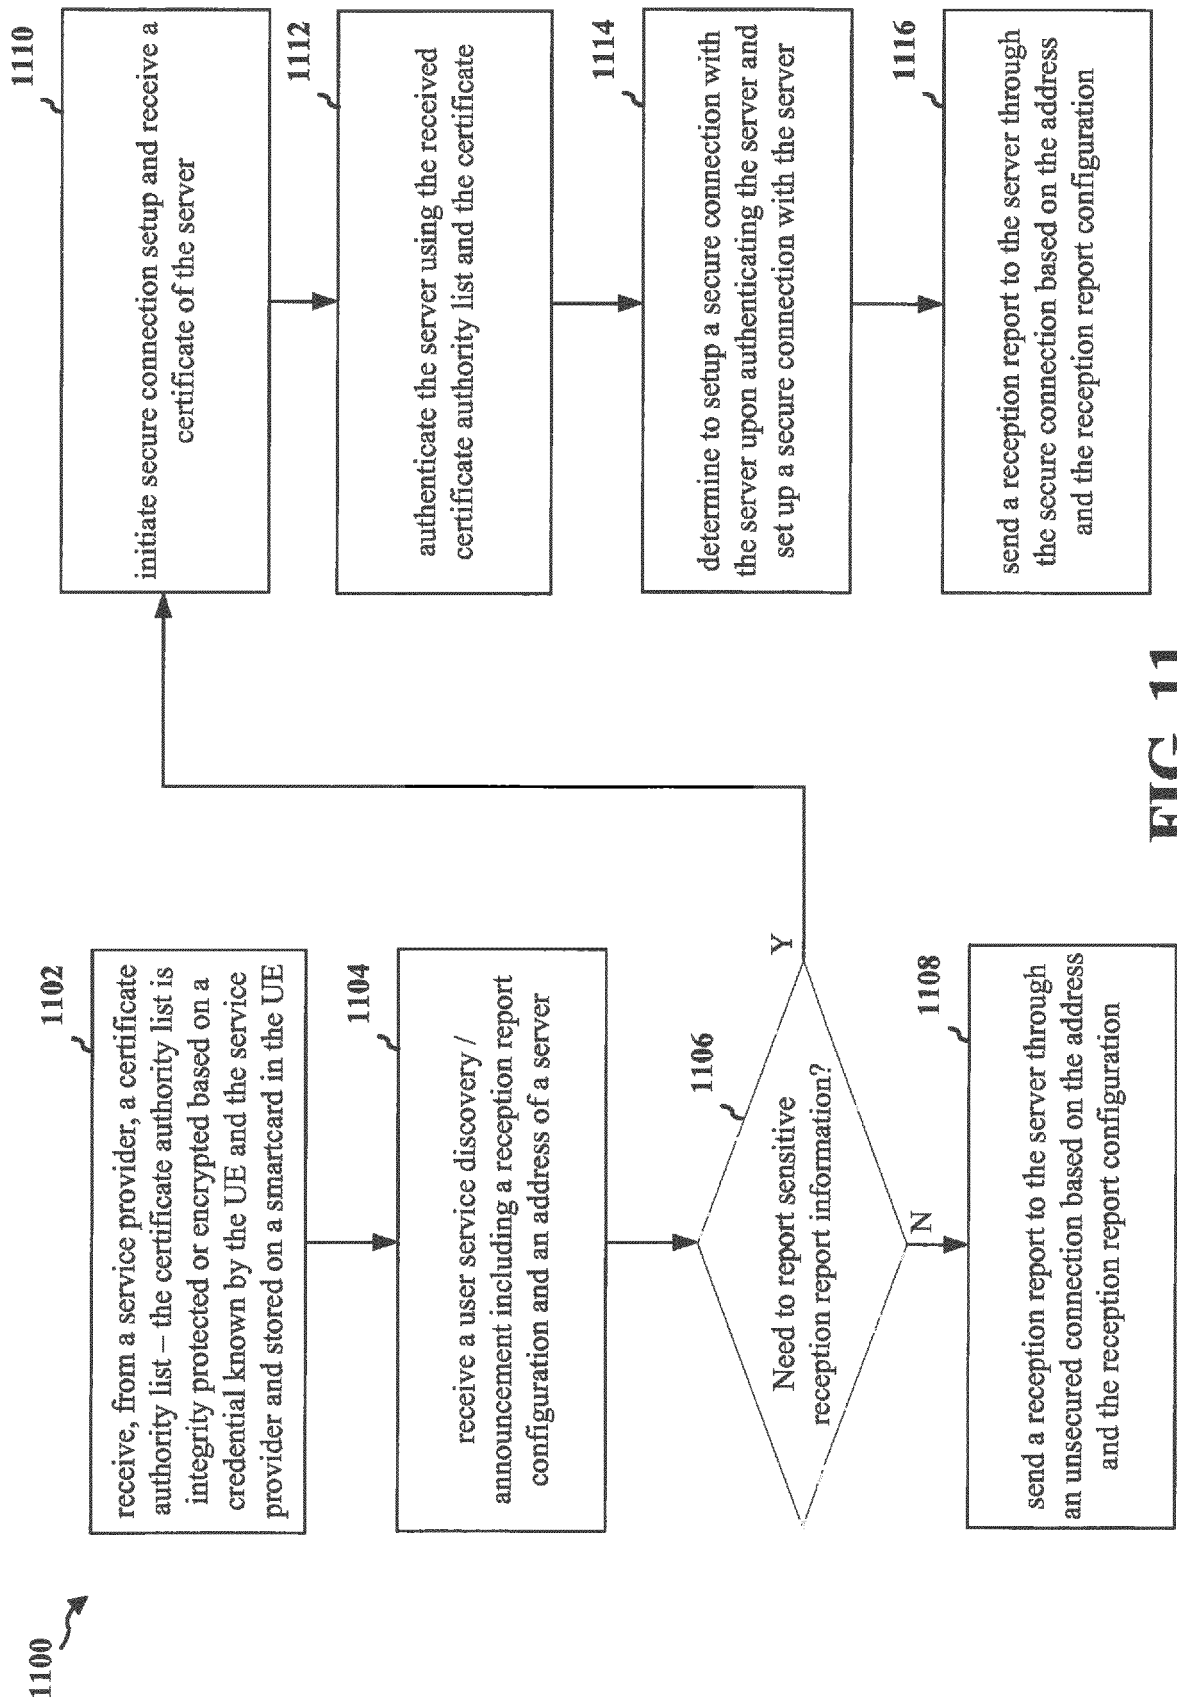 1100
1102
receive, from a service provider, a certificate
authority list – the certificate authority list is
integrity protected or encrypted based on a
credential known by the UE and the service
provider and stored on a smartcard in the UE
1104
receive a user service discovery /
announcement including a reception report
configuration and an address of a server
1106
Need to report sensitive
reception report information?
Y
N
1108
send a reception report to the server through
an unsecured connection based on the address
and the reception report configuration
1110
initiate secure connection setup and receive a
certificate of the server
1112
authenticate the server using the received
certificate authority list and the certificate
1114
determine to setup a secure connection with
the server upon authenticating the server and
set up a secure connection with the server
1116
send a reception report to the server through
the secure connection based on the address
and the reception report configuration
FIG. 11